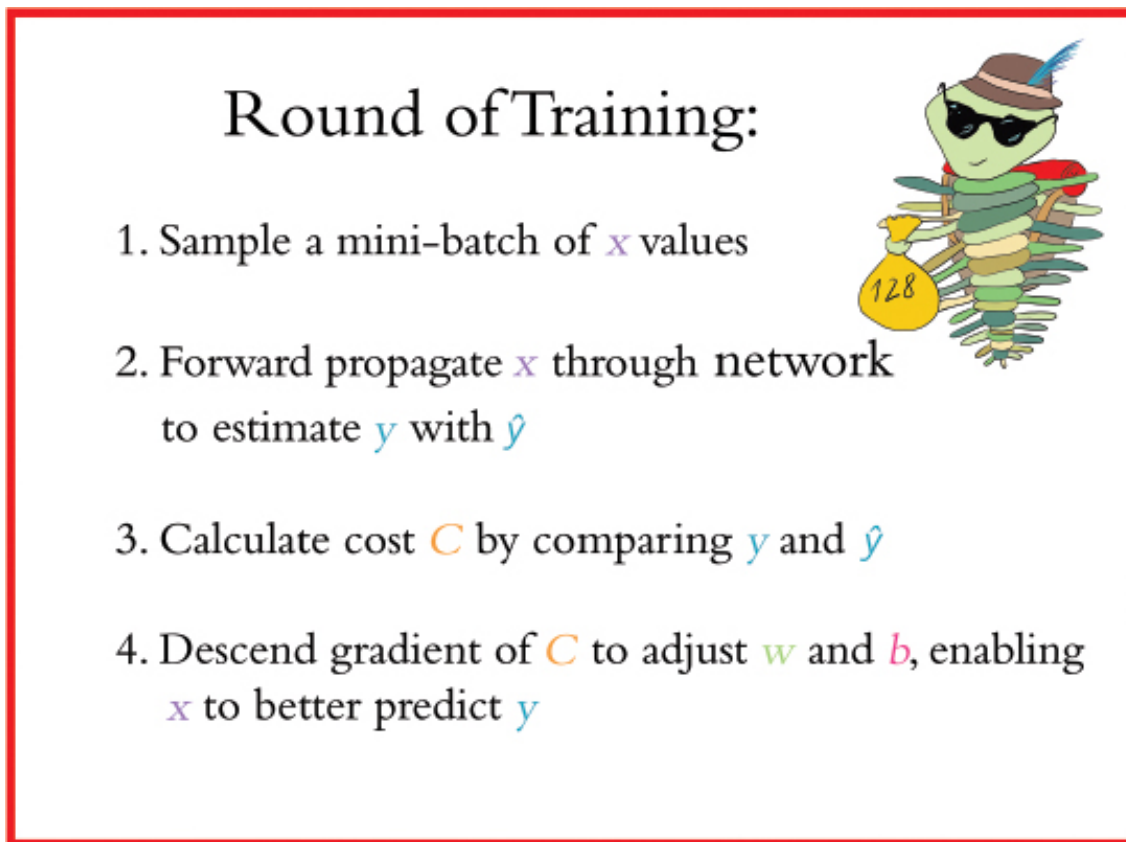 Round of Training:
128
1. Sample a mini-batch of x values
2. Forward propagate x through network
to estimate y with ŷ
3. Calculate cost C by comparing y and ŷ
4. Descend gradient of C to adjust w and b, enabling
x to better predict y